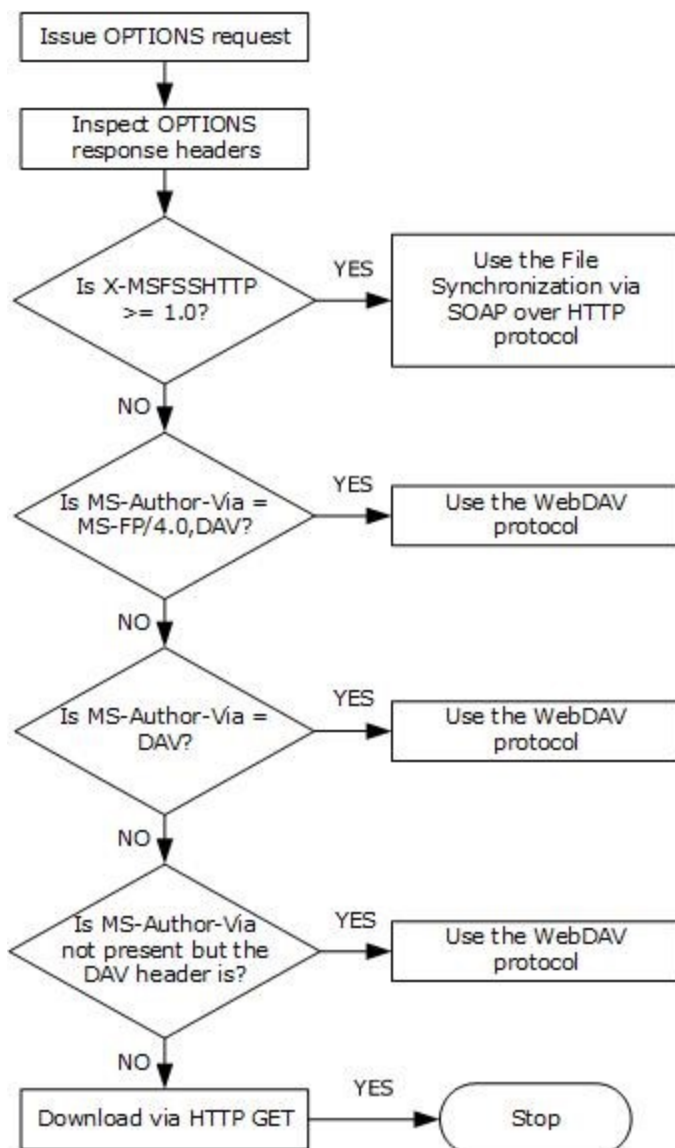 Issue OPTIONS request
Inspect OPTIONS
response headers
Is X-MSFSSHTTP
>= 1.0?
YES
Use the File
Synchronization via
SOAP over HTTP
protocol
NO
Is MS-Author-Via =
MS-FP/4.0,DAV?
YES
Use the WebDAV
protocol
NO
Is MS-Author-Via =
DAV?
YES
Use the WebDAV
protocol
NO
Is MS-Author-Via
not present but the
DAV header is?
YES
Use the WebDAV
protocol
NO
Download via HTTP GET
YES
Stop